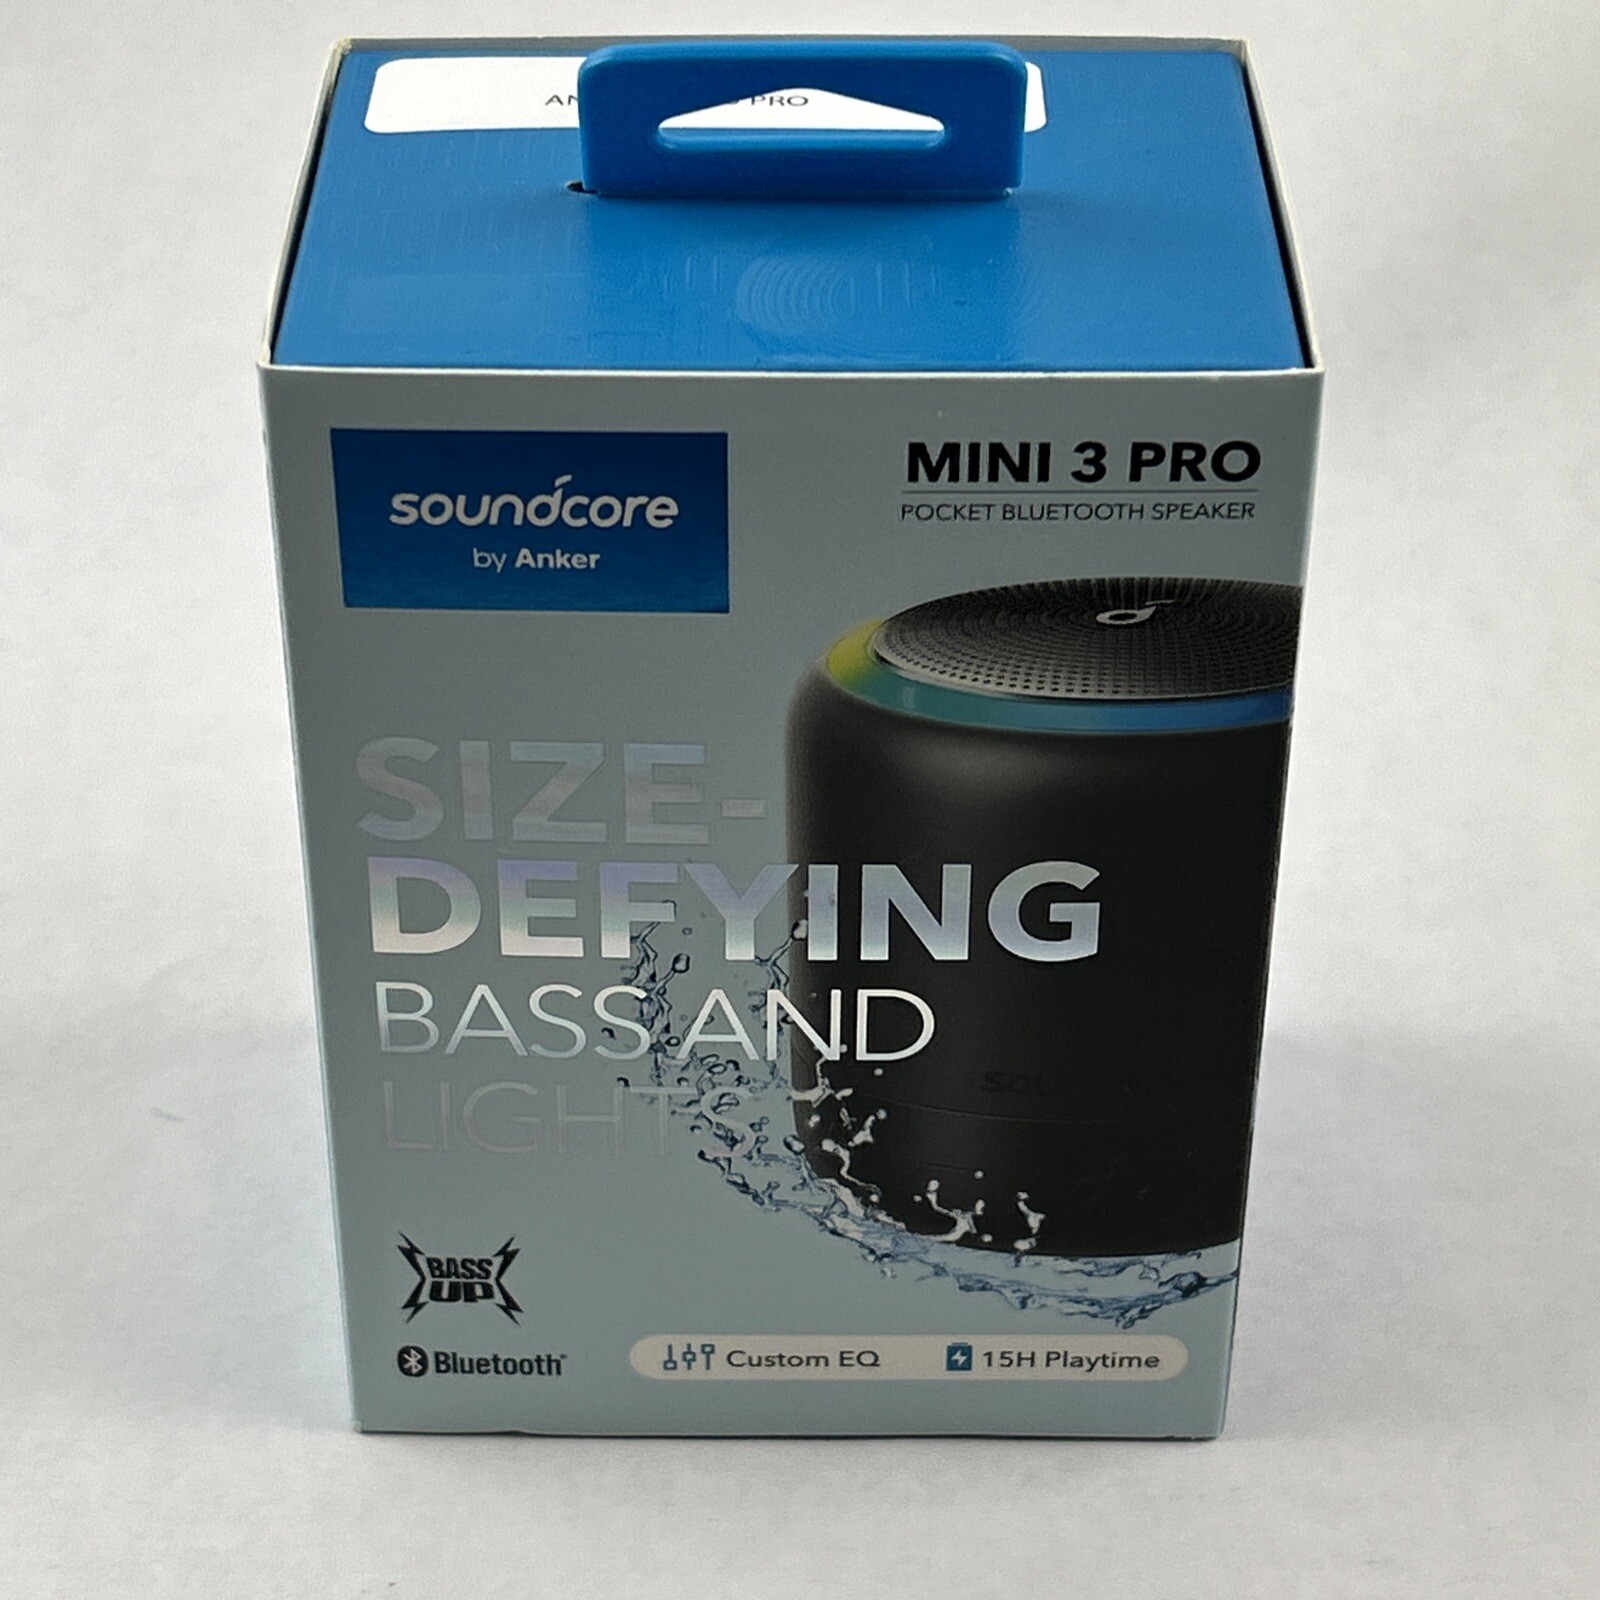 PRO
soundcore
by Anker
MINI 3 PRO
POCKET BLUETOOTH SPEAKER
SIZE-
DEFYING
BASS AND
LIGHTS
BASS
UP
Bluetooth
Custom EQ
15H Playtime